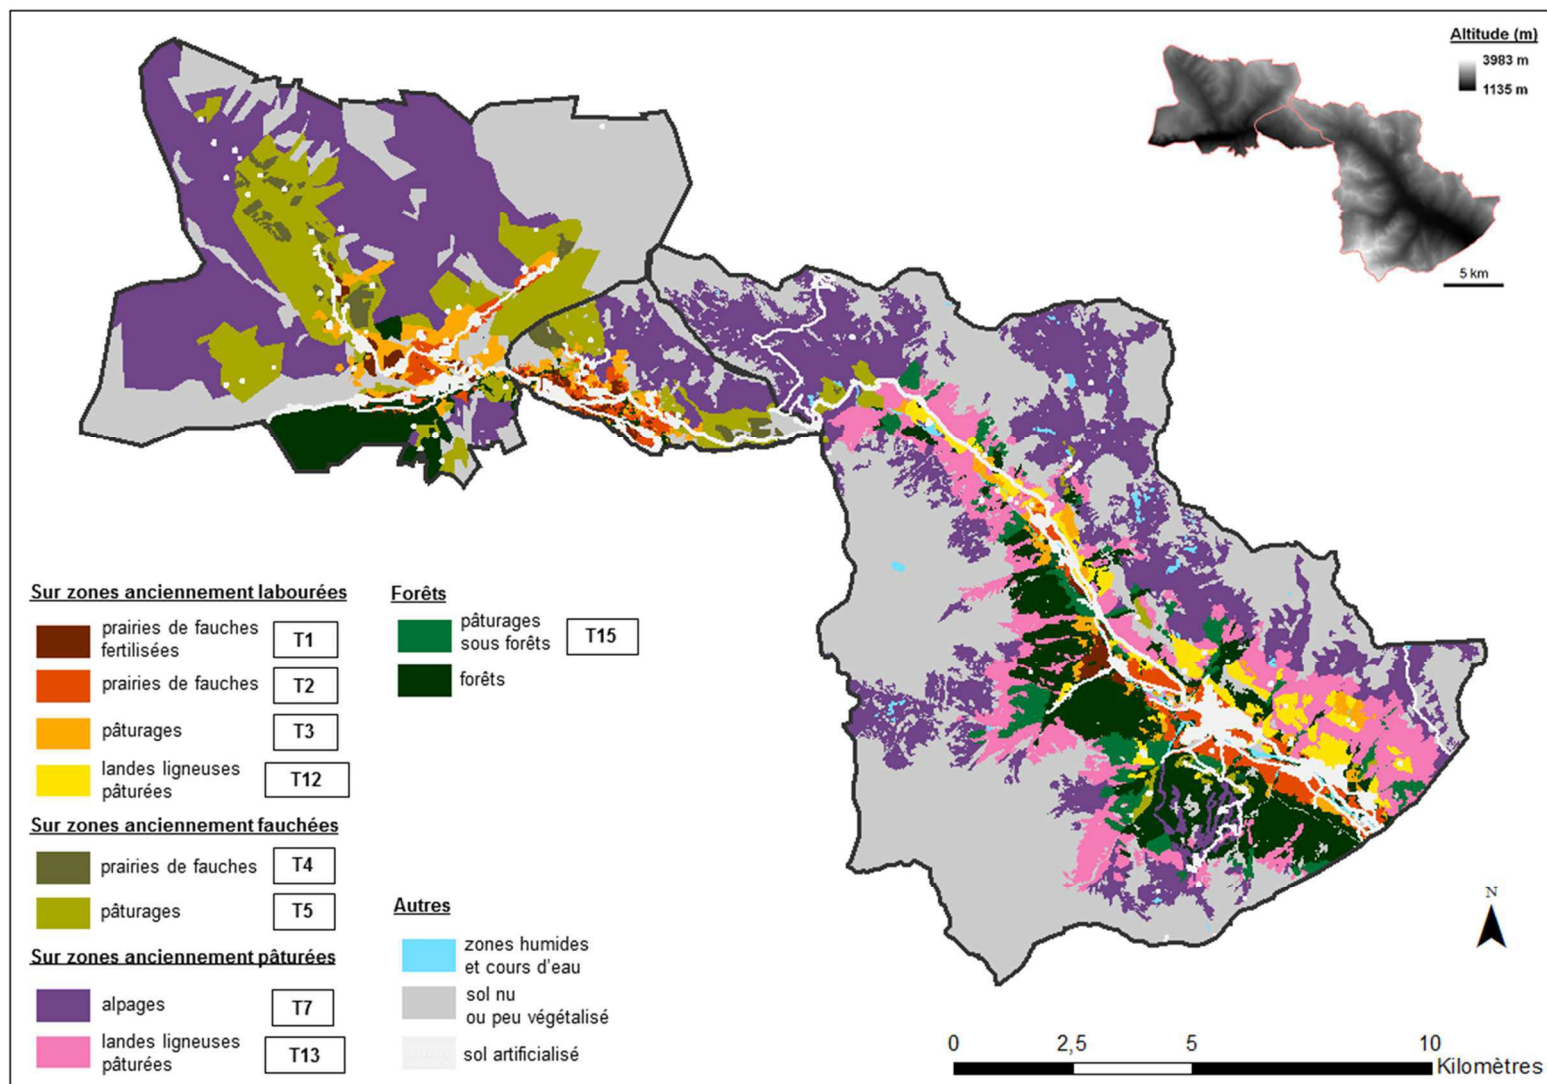 Altitude (m)
3983 m
1135 m
5 km
Sur zones anciennement labourées
prairies de fauches
fertilisées
T1
prairies de fauches
T2
pâturages
T3
landes ligneuses
pâturées
T12
Sur zones anciennement fauchées
prairies de fauches
T4
pâturages
T5
Sur zones anciennement pâturées
alpages
T7
landes ligneuses
pâturées
T13
Forêts
pâturages
sous forêts
T15
forêts
Autres
zones humides
et cours d'eau
sol nu
ou peu végétalisé
sol artificialisé
N
0 2,5 5 10
Kilomètres